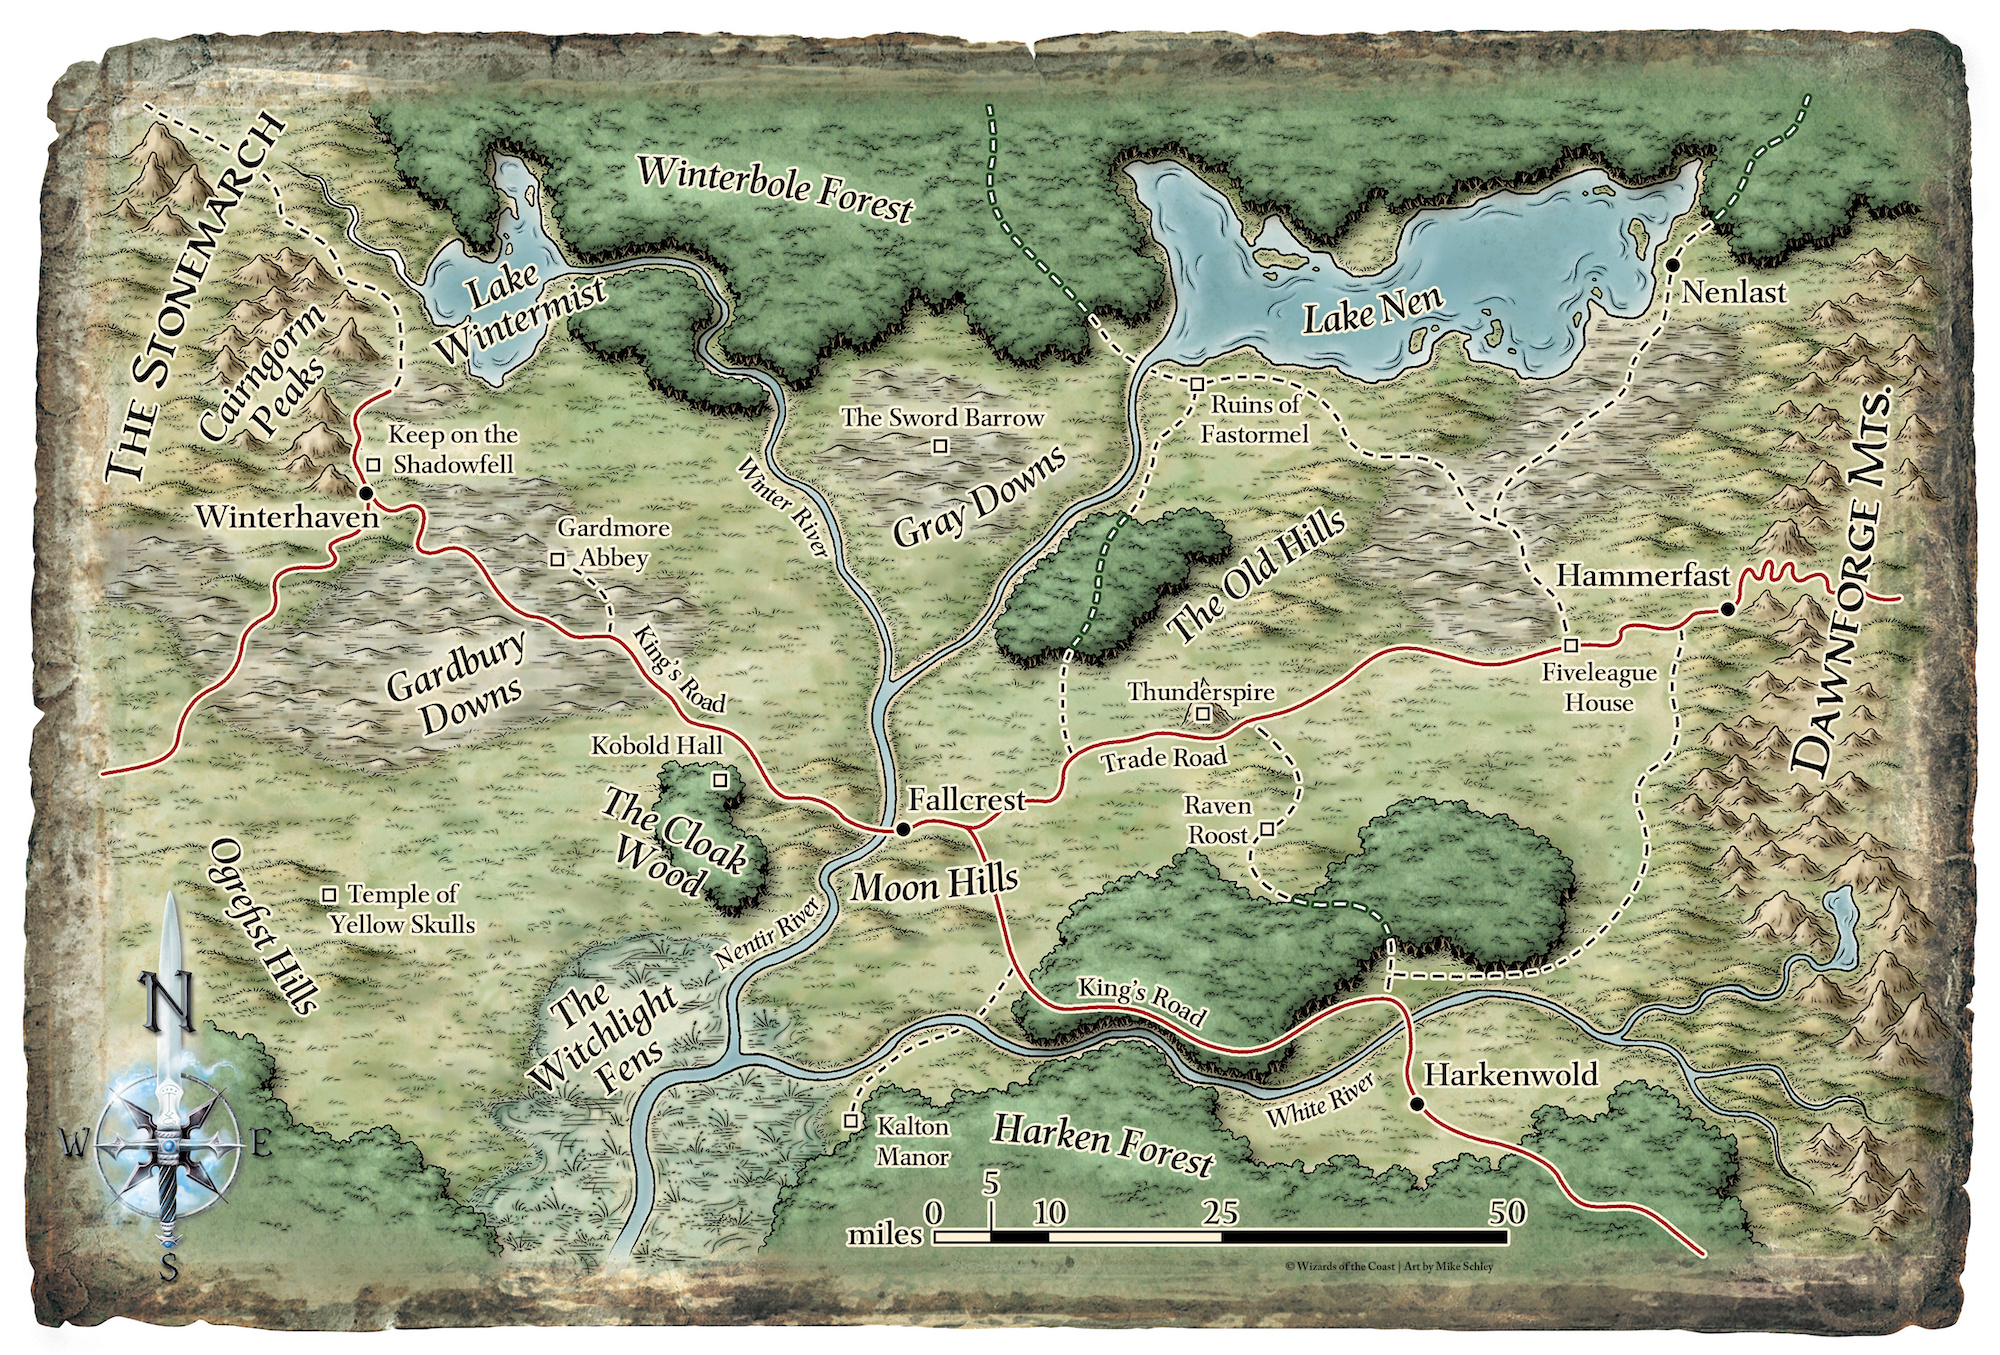 THE STONEMARCH
Winterbole Forest
Lake
Wintermist
Lake Nen
Nenlast
Cairngorm
Peaks
Keep on the
Shadowfell
The Sword Barrow
Ruins of
Fastormel
DAWNFORGE MTS.
Winterhaven
Gardmore
Abbey
Winter River
Gray Downs
The Old Hills
Hammerfast
Gardbury
Downs
King's Road
Fiveleague
House
Thunderspire
Trade Road
Kobold Hall
The Cloak
Wood
Fallcrest
Raven
Roost
Moon Hills
Ogrefist Hills
Temple of
Yellow Skulls
Nentir River
The
Witchlight
Fens
King's Road
Harkenwold
White River
Kalton
Manor
Harken Forest
N
W
E
S
5
0 10 25 50
miles
© Wizards of the Coast | Art by Mike Schley